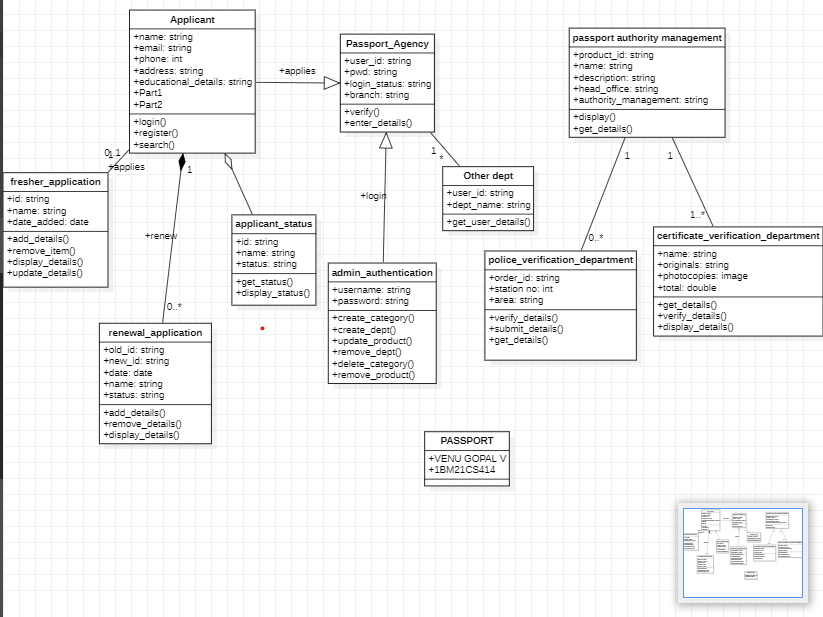 Applicant
+name: string
+email: string
+phone: int
+address: string
+educational_details: string
+Part1
+Part2
+login()
+register()
+search()
+applies
Passport_Agency
+user_id: string
+pwd: string
+login_status: string
+branch: string
+verify()
+enter_details()
passport authority management
+product_id: string
+name: string
+description: string
+head_office: string
+authority_management: string
+display()
+get_details()
+applies
1
fresher_application
+id: string
+name: string
+date_added: date
+add_details()
+remove_item()
+display_details()
+update_details()
+renew
0..*
applicant_status
+id: string
+name: string
+status: string
+get_status()
+display_status()
+login
1
*
Other dept
+user_id: string
+dept_name: string
+get_user_details()
1
0..*
1
1..*
police_verification_department
+order_id: string
+station no: int
+area: string
+verify_details()
+submit_details()
+get_details()
certificate_verification_department
+name: string
+originals: string
+photocopies: image
+total: double
+get_details()
+verify_details()
+display_details()
admin_authentication
+username: string
+password: string
+create_category()
+create_dept()
+update_product()
+remove_dept()
+delete_category()
+remove_product()
renewal_application
+old_id: string
+new_id: string
+date: date
+name: string
+status: string
+add_details()
+remove_details()
+display_details()
PASSPORT
+VENU GOPAL V
+1BM21CS414